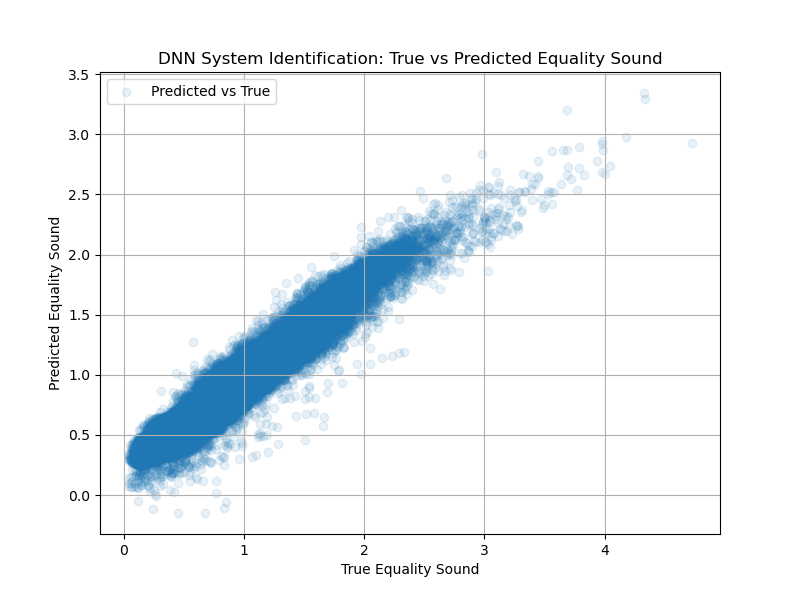 DNN System Identification: True vs Predicted Equality Sound
Predicted vs True
3.5
3.0
2.5
2.0
1.5
1.0
0.5
0.0
Predicted Equality Sound
0 1 2 3 4
True Equality Sound